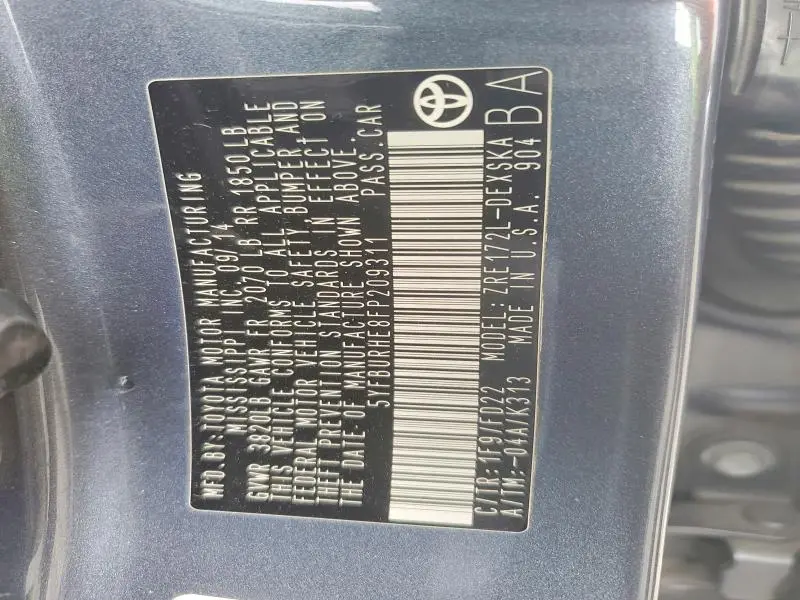 MFD.BY:TOYOTA MOTOR MANUFACTURING
MISSISSIPPI INC. 09/14
GVWR 3820LB GAWR FR 2070 LB RR 1850LB
THIS VEHICLE CONFORMS TO ALL APPLICABLE
FEDERAL MOTOR VEHICLE SAFETY, BUMPER, AND
THEFT PREVENTION STANDARDS IN EFFECT ON
THE DATE OF MANUFACTURE SHOWN ABOVE.
5YFBURHE8FP209311 PASS.CAR
C/TR: 1F9/FD22 MODEL: ZRE172L-DEXSKA
A/TM:-04A/K313 MADE IN U.S.A. 904
BA